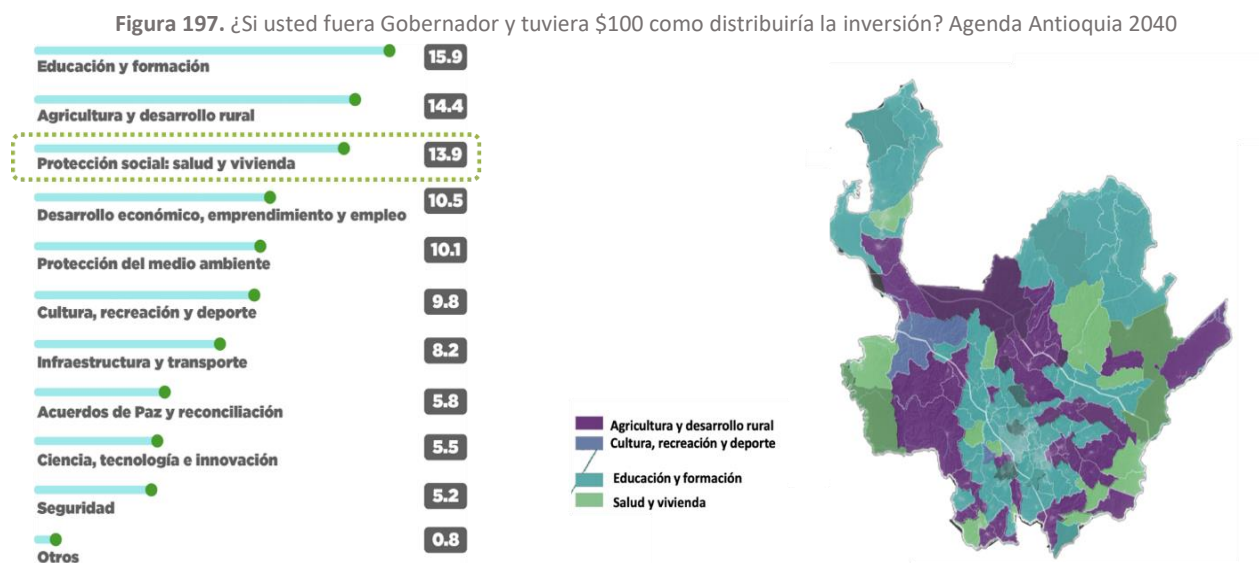 Figura 197. ¿Si usted fuera Gobernador y tuviera $100 como distribuiría la inversión? Agenda Antioquia 2040
15.9
Educación y formación
14.4
Agricultura y desarrollo rural
13.9
Protección social: salud y vivienda
10.5
Desarrollo económico, emprendimiento y empleo
10.1
Protección del medio ambiente
9.8
Cultura, recreación y deporte
8.2
Infraestructura y transporte
5.8
Acuerdos de Paz y reconciliación
5.5
Ciencia, tecnología e innovación
5.2
Seguridad
0.8
Otros
Agricultura y desarrollo rural
Cultura, recreación y deporte
Educación y formación
Salud y vivienda